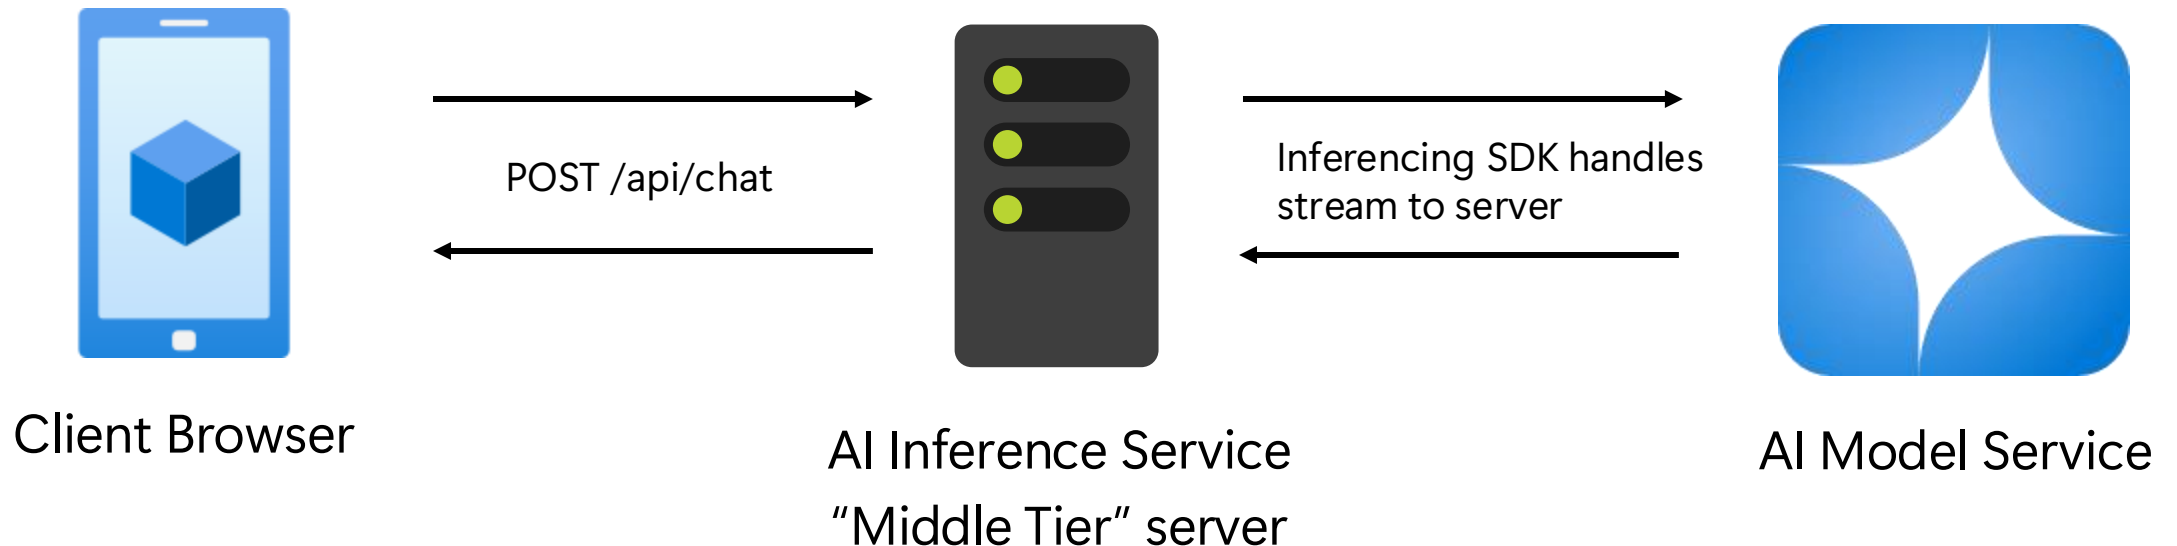 POST /api/chat
Inferencing SDK handles
stream to server
Client Browser
AI Inference Service
“Middle Tier” server
AI Model Service